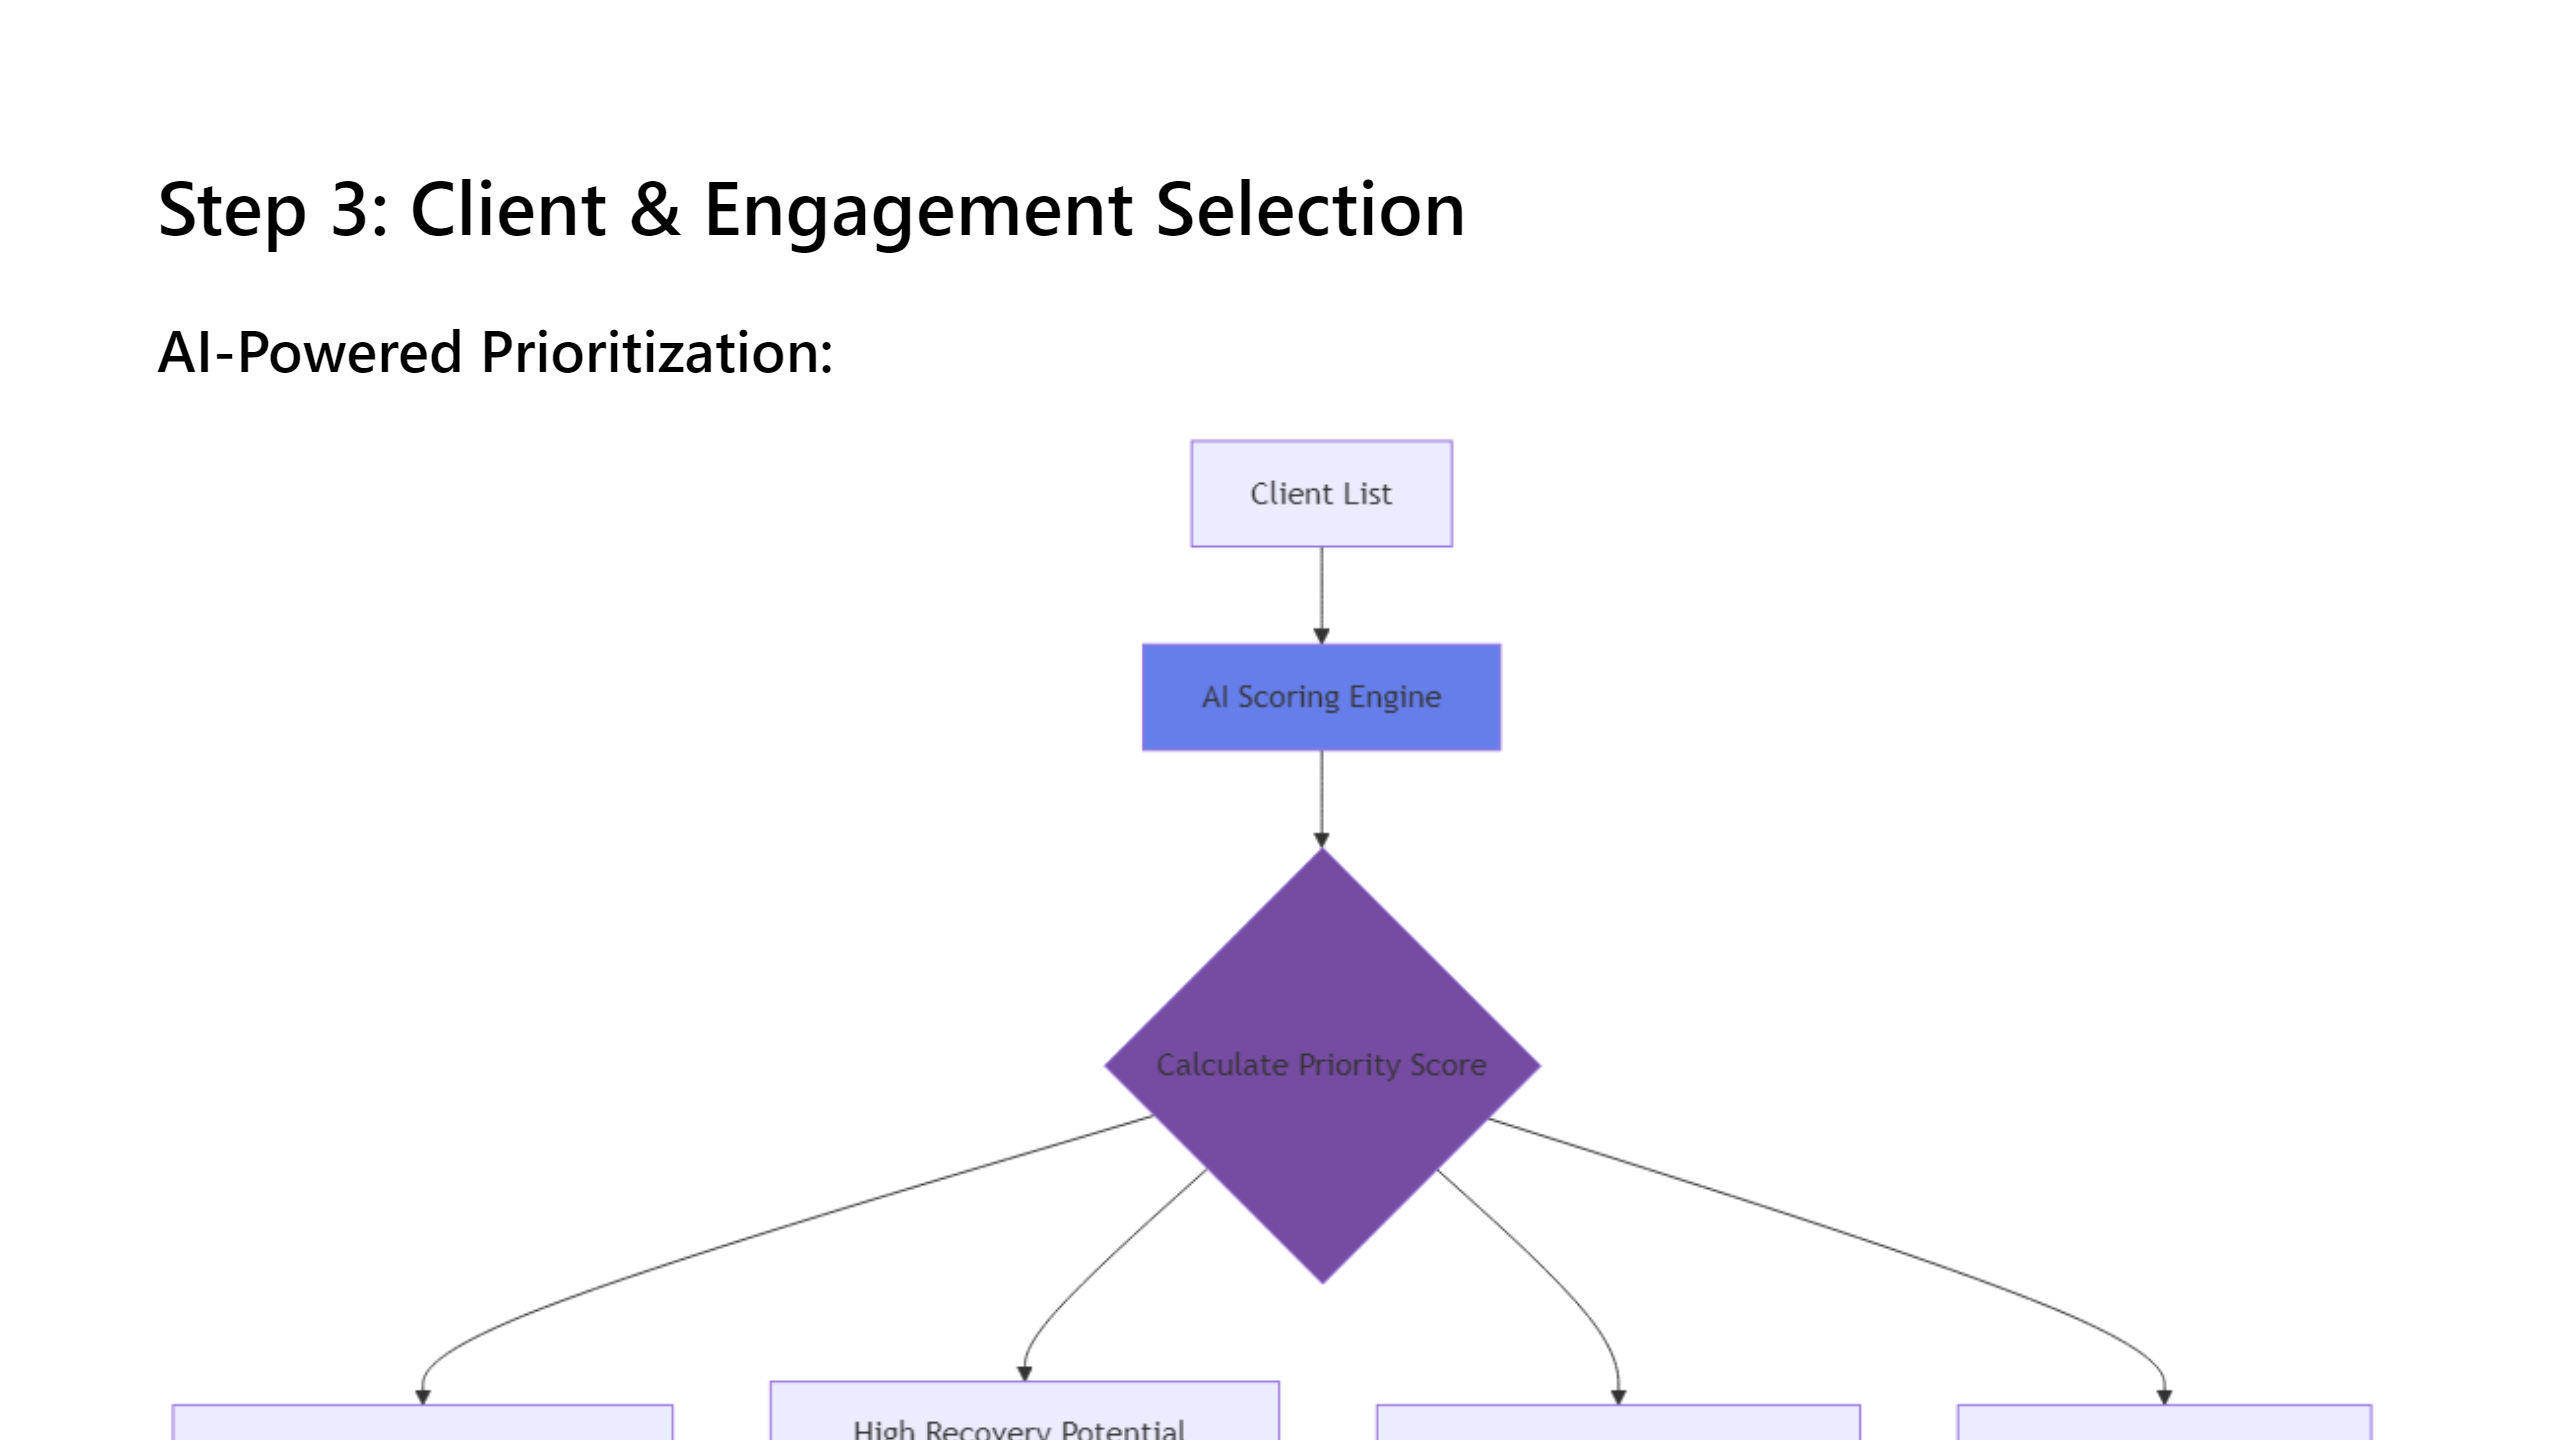 Step 3: Client & Engagement Selection
AI-Powered Prioritization:
Client List
AI Scoring Engine
Calculate Priority Score
High Recovery Potential